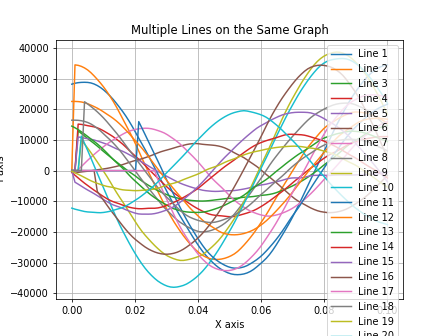 Multiple Lines on the Same Graph
40000
30000
20000
10000
0
-10000
-20000
-30000
-40000
0.00
0.02
0.04
0.06
0.08
X axis
Line 1
Line 2
Line 3
Line 4
Line 5
Line 6
Line 7
Line 8
Line 9
Line 10
Line 11
Line 12
Line 13
Line 14
Line 15
Line 16
Line 17
Line 18
Line 19
Line 20